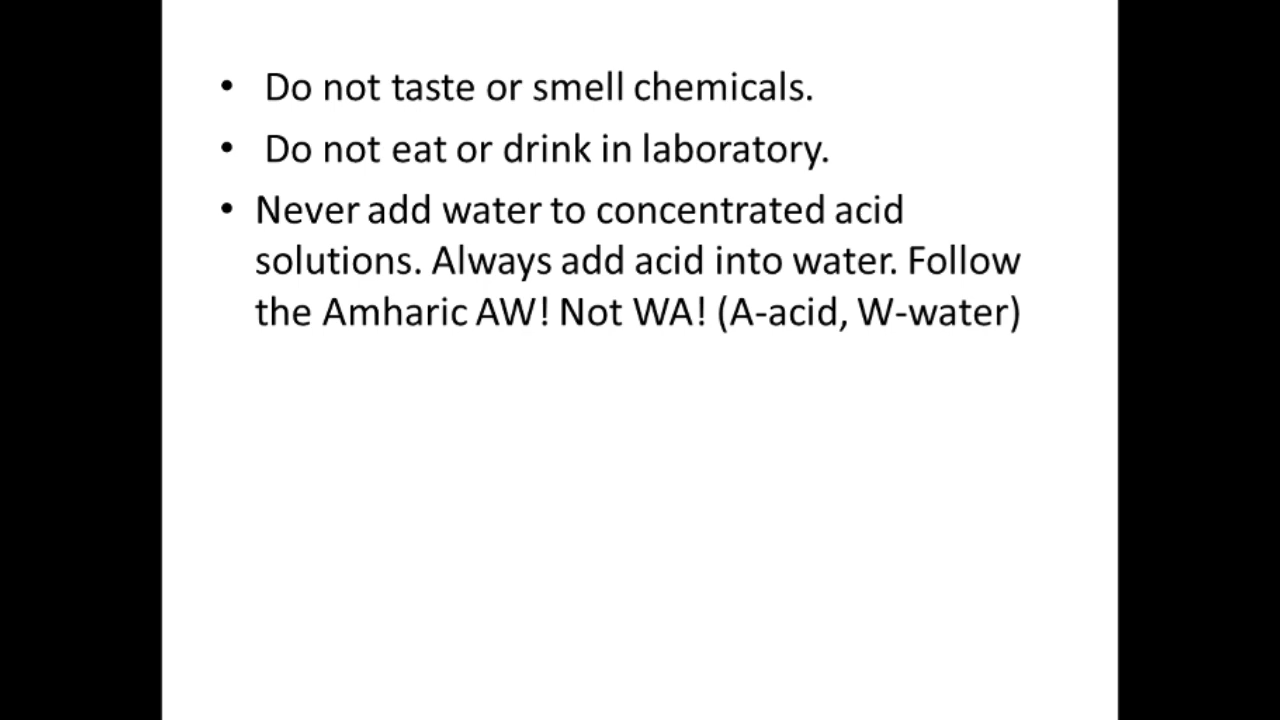 • Do not taste or smell chemicals.
• Do not eat or drink in laboratory.
• Never add water to concentrated acid
solutions. Always add acid into water. Follow
the Amharic AW! Not WA! (A-acid, W-water)